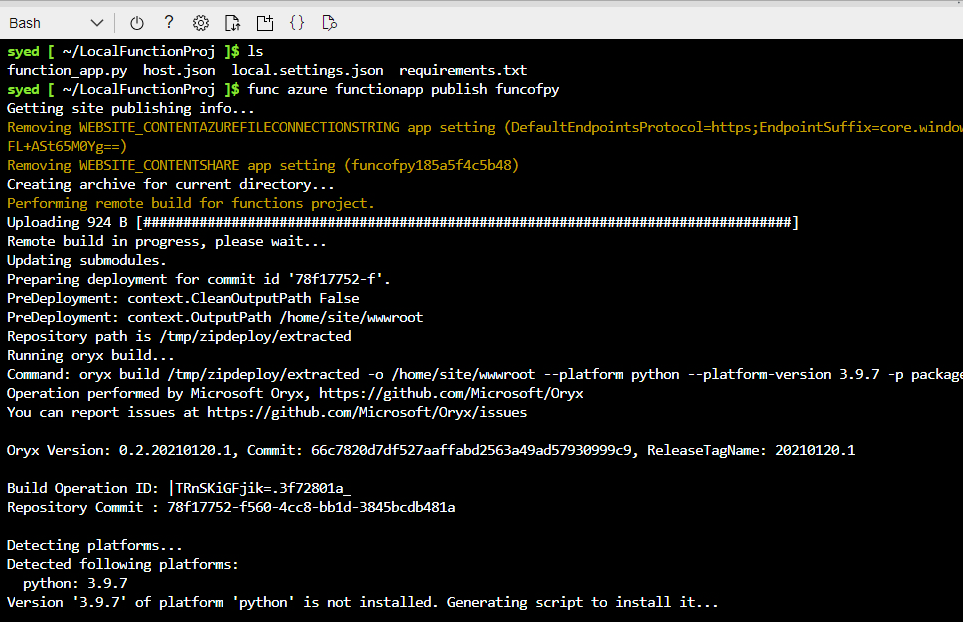 Bash
syed [ ~/LocalFunctionProj ]$ ls
function_app.py host.json local.settings.json requirements.txt
syed [ ~/LocalFunctionProj ]$ func azure functionapp publish funcofpy
Getting site publishing info...
Removing WEBSITE_CONTENTAZUREFILECONNECTIONSTRING app setting (DefaultEndpointsProtocol=https;EndpointSuffix=core.window
FL+ASt65M0Yg==)
Removing WEBSITE_CONTENTSHARE app setting (funcofpy185a5f4c5b48)
Creating archive for current directory...
Performing remote build for functions project.
Uploading 924 B [#################################################################################]
Remote build in progress, please wait...
Updating submodules.
Preparing deployment for commit id '78f17752-f'.
PreDeployment: context.CleanOutputPath False
PreDeployment: context.OutputPath /home/site/wwwroot
Repository path is /tmp/zipdeploy/extracted
Running oryx build...
Command: oryx build /tmp/zipdeploy/extracted -o /home/site/wwwroot --platform python --platform-version 3.9.7 -p package
Operation performed by Microsoft Oryx, https://github.com/Microsoft/Oryx
You can report issues at https://github.com/Microsoft/Oryx/issues
Oryx Version: 0.2.20210120.1, Commit: 66c7820d7df527aaffabd2563a49ad57930999c9, ReleaseTagName: 20210120.1
Build Operation ID: |TRnSKiGFjik=.3f72801a_
Repository Commit : 78f17752-f560-4cc8-bb1d-3845bcdb481a
Detecting platforms...
Detected following platforms:
python: 3.9.7
Version '3.9.7' of platform 'python' is not installed. Generating script to install it...